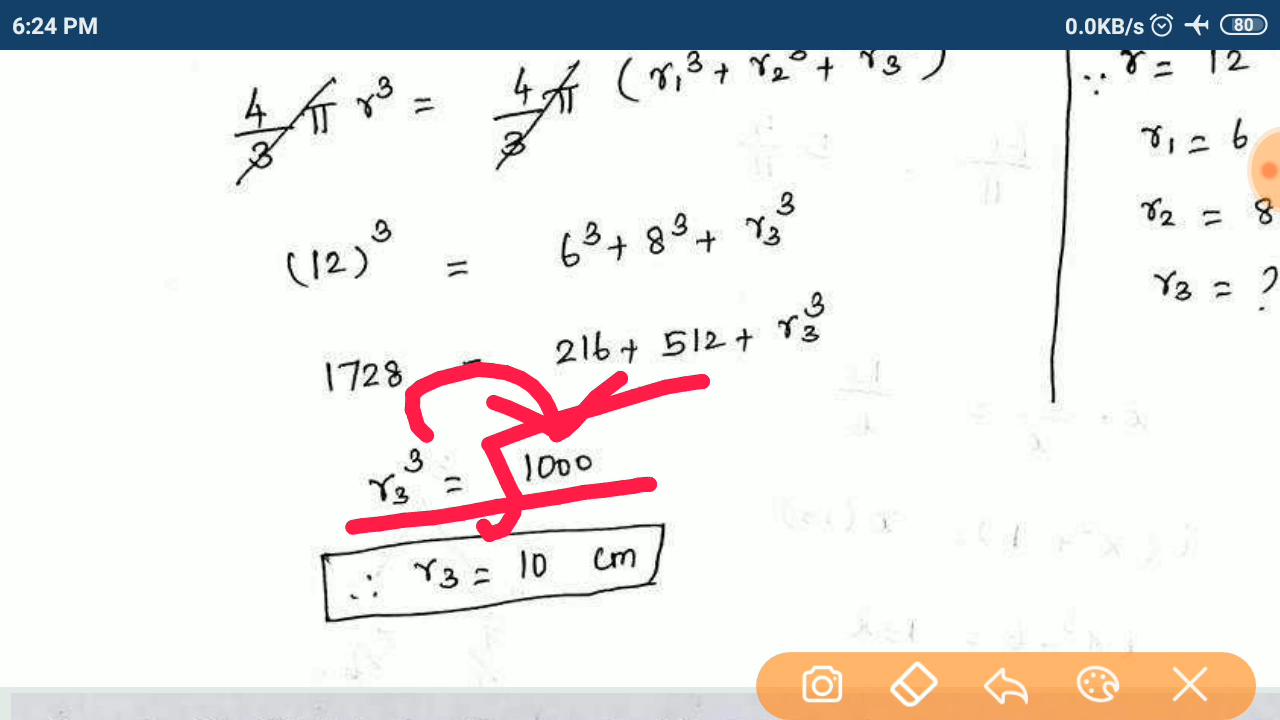 6:24 PM 0.0KB/s 80
4/3 π r³ = 4/3 π (r₁³ + r₂³ + r₃³)
(12)³ = 6³ + 8³ + r₃³
1728 = 216 + 512 + r₃³
r₃³ = 1000
∴ r₃ = 10 cm
∵ r = 12
r₁ = 6
r₂ = 8
r₃ = ?